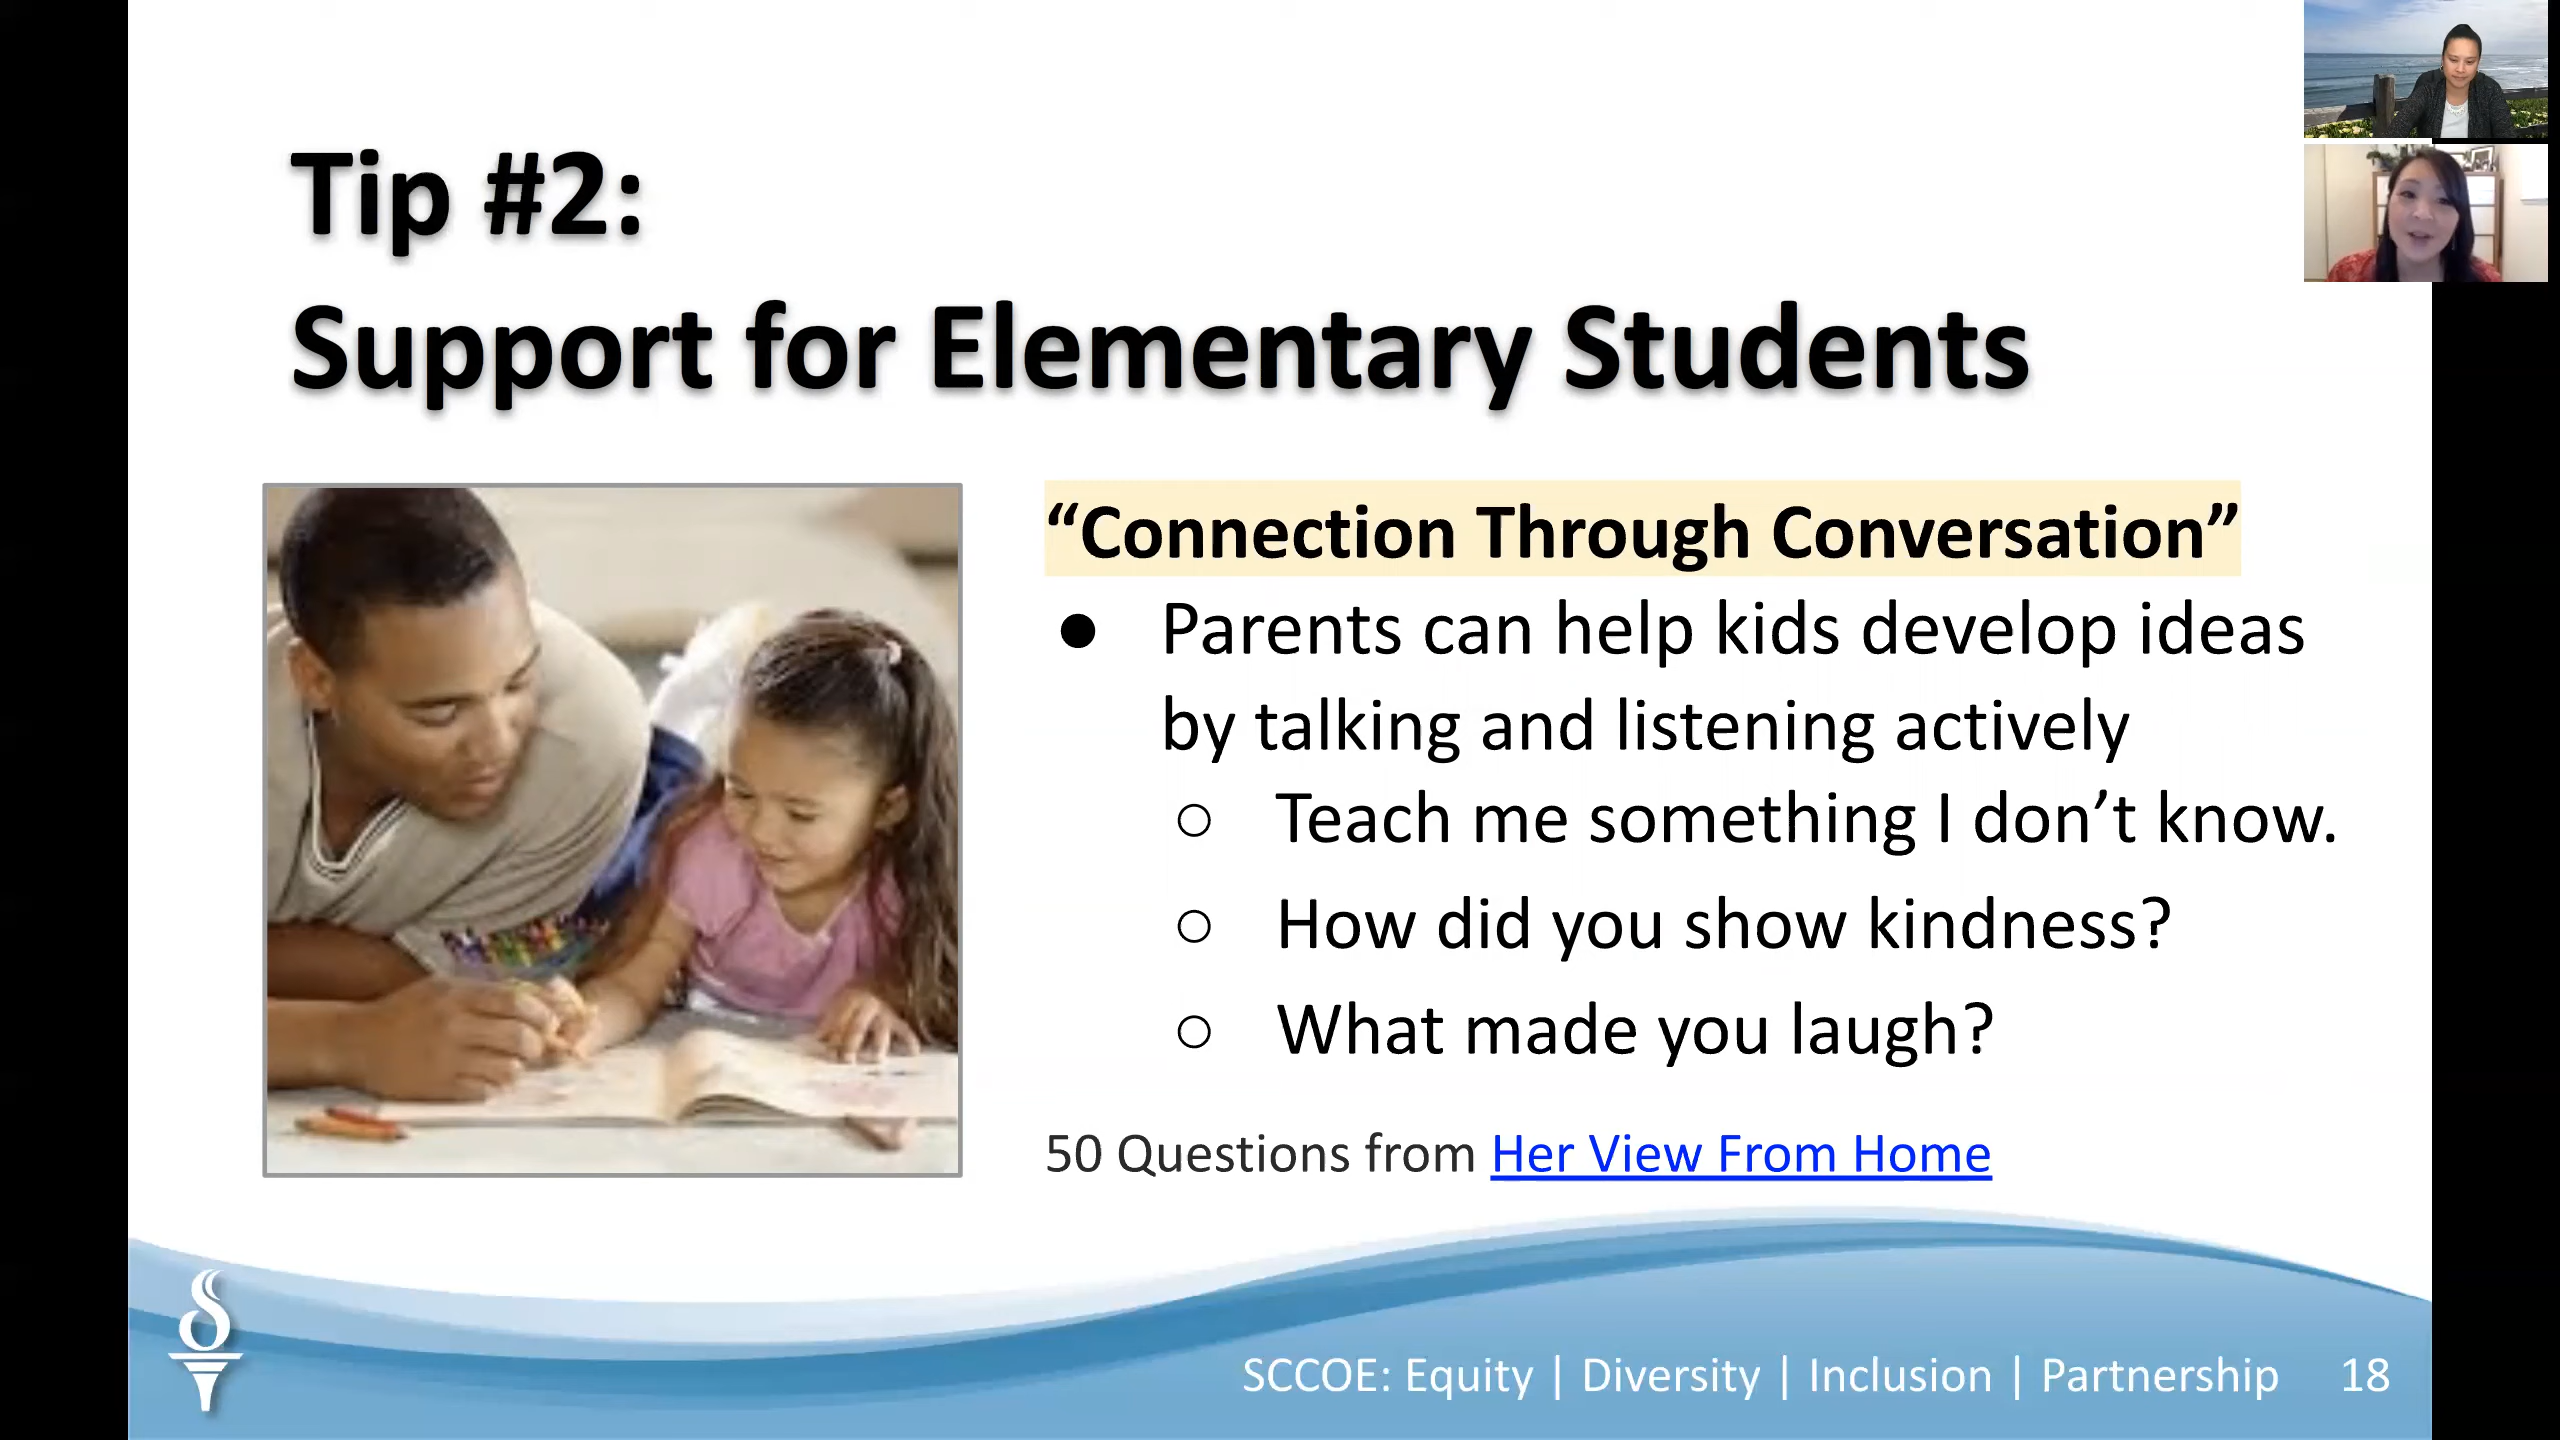 Tip #2:
Support for Elementary Students
“Connection Through Conversation”
● Parents can help kids develop ideas
by talking and listening actively
○ Teach me something I don’t know.
○ How did you show kindness?
○ What made you laugh?
50 Questions from Her View From Home
SCCOE: Equity | Diversity | Inclusion | Partnership 18